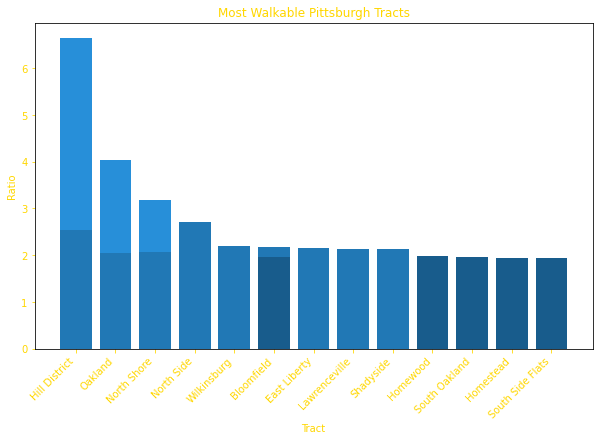 Most Walkable Pittsburgh Tracts
Ratio
6
5
4
3
2
1
0
Hill District
Oakland
North Shore
North Side
Wilkinsburg
Bloomfield
East Liberty
Lawrenceville
Shadyside
Homewood
South Oakland
Homestead
South Side Flats
Tract